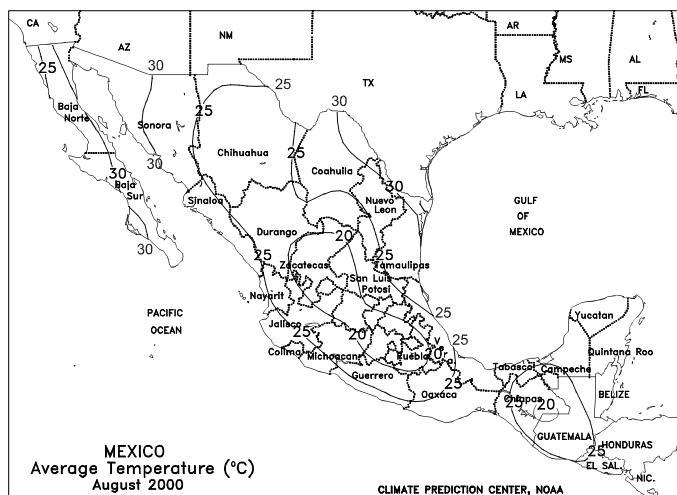 CA
AZ
NM
AR
MS
AL
TX
LA
FL
25
30
25
30
Baja
Norte
Sonora
25
30
30
Chihuahua
25
Coahuila
30
Baja
Sur
Sinaloa
Nuevo
Leon
GULF
OF
MEXICO
30
Durango
20
25
25
Zacatecas
Tamaulipas
San Luis
Potosi
Nayarit
PACIFIC
OCEAN
25
Yucatan
Jalisco
25
20
25
Colima
Michoacan
Puebla
20
Ve
ra
Quintana Roo
Guerrero
Tabasco
Campeche
25
Oaxaca
Chiapas
25
20
BELIZE
GUATEMALA
HONDURAS
25
EL SAL.
NIC.
MEXICO
Average Temperature (°C)
August 2000
CLIMATE PREDICTION CENTER, NOAA